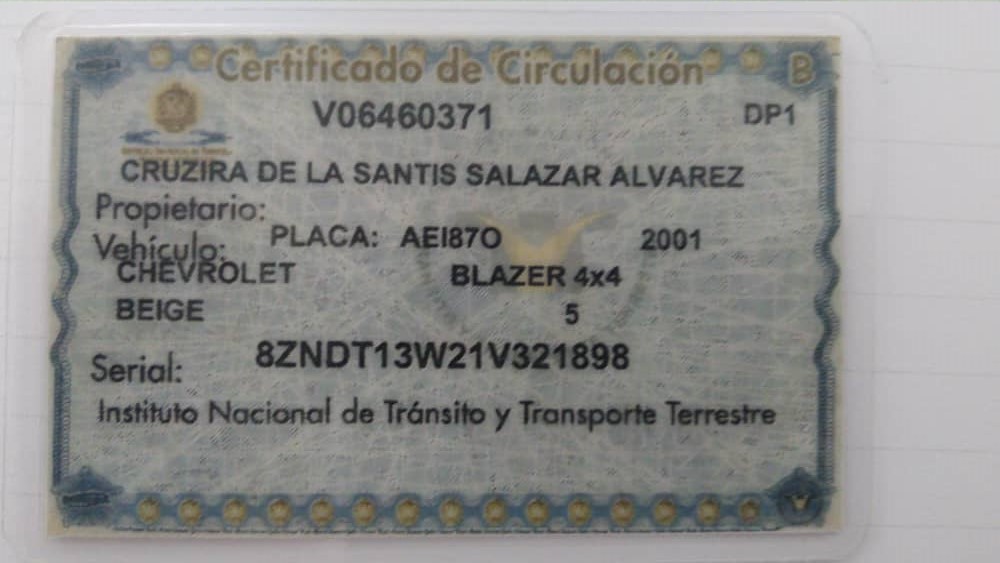 Certificado de Circulación B
V06460371 DP1
CRUZIRA DE LA SANTIS SALAZAR ALVAREZ
Propietario:
Vehículo: PLACA: AEI87O 2001
CHEVROLET BLAZER 4x4
BEIGE 5
Serial: 8ZNDT13W21V321898
Instituto Nacional de Tránsito y Transporte Terrestre